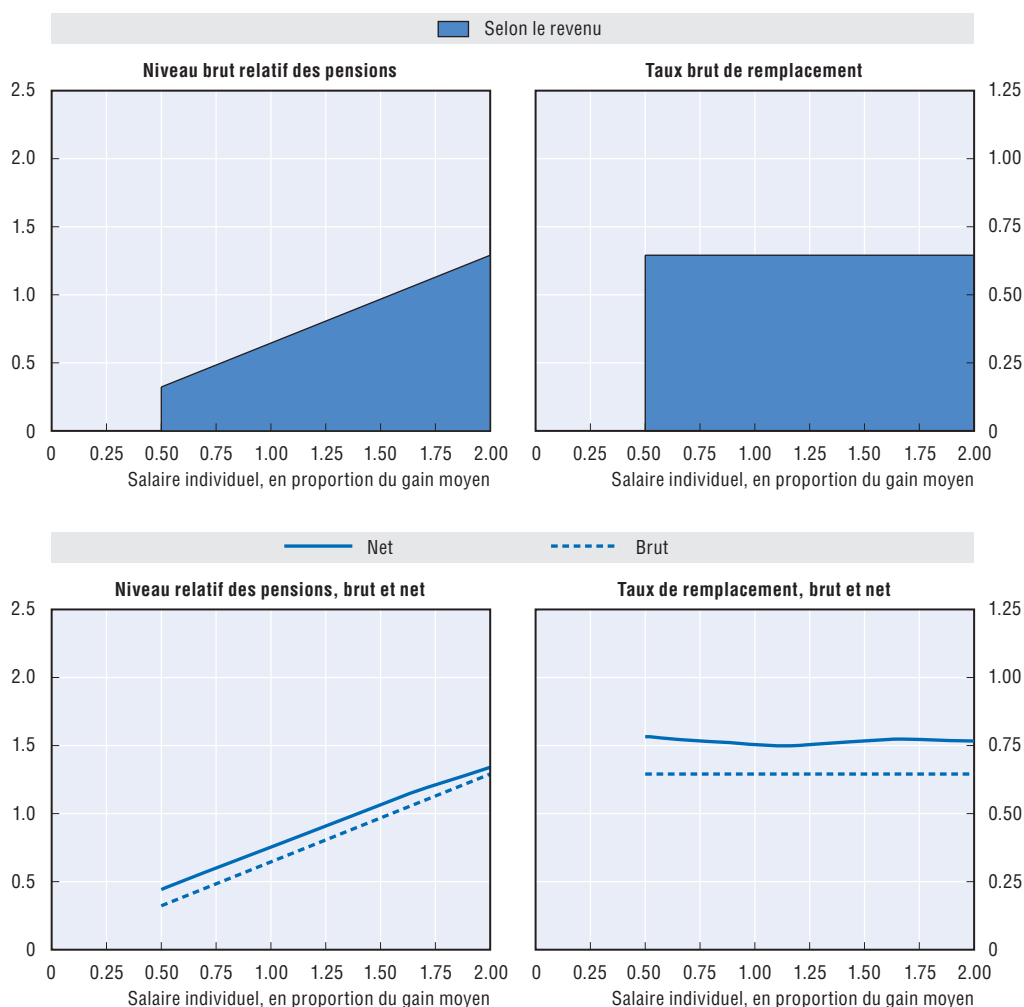 Selon le revenu
Niveau brut relatif des pensions
Taux brut de remplacement
2.5
2.0
1.5
1.0
0.5
0
1.25
1.00
0.75
0.50
0.25
0
0 0.25 0.50 0.75 1.00 1.25 1.50 1.75 2.00
0 0.25 0.50 0.75 1.00 1.25 1.50 1.75 2.00
Salaire individuel, en proportion du gain moyen
Salaire individuel, en proportion du gain moyen
Net
Brut
Niveau relatif des pensions, brut et net
Taux de remplacement, brut et net
2.5
2.0
1.5
1.0
0.5
0
1.25
1.00
0.75
0.50
0.25
0
0 0.25 0.50 0.75 1.00 1.25 1.50 1.75 2.00
0 0.25 0.50 0.75 1.00 1.25 1.50 1.75 2.00
Salaire individuel, en proportion du gain moyen
Salaire individuel, en proportion du gain moyen